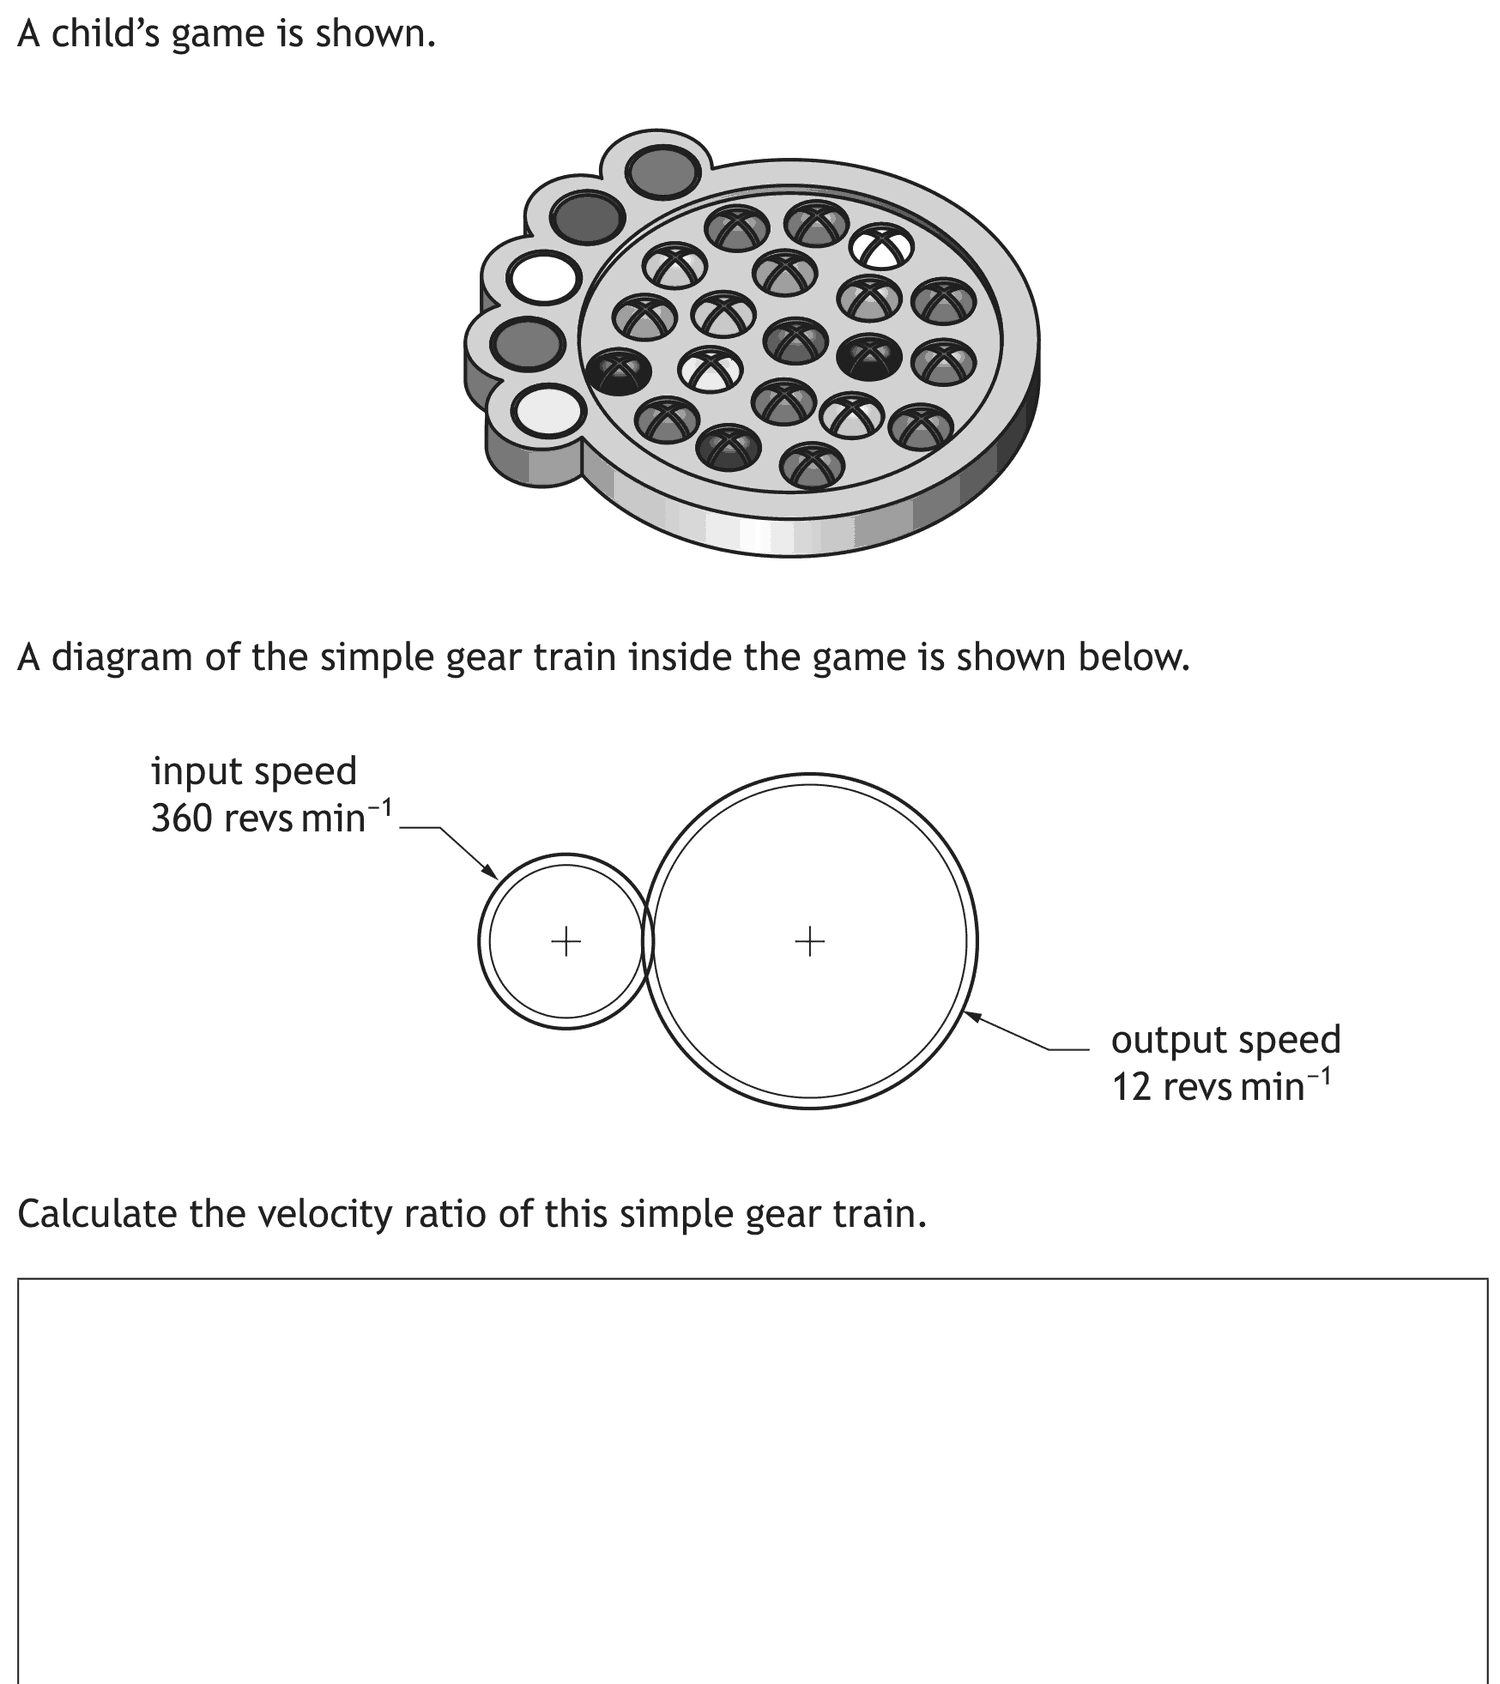 A child’s game is shown.
A diagram of the simple gear train inside the game is shown below.
input speed
360 revs min⁻¹
output speed
12 revs min⁻¹
Calculate the velocity ratio of this simple gear train.